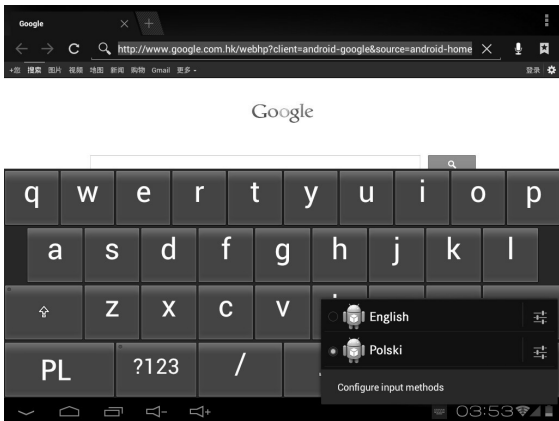 Google
http://www.google.com.hk/webhp?client=android-google&source=android-home
+您 搜索 图片 视频 地图 新闻 购物 Gmail 更多
登录
Google
q w e r t y u i o p
a s d f g h j k l
z x c v
English
PL ?123 /
Polski
Configure input methods
03:53